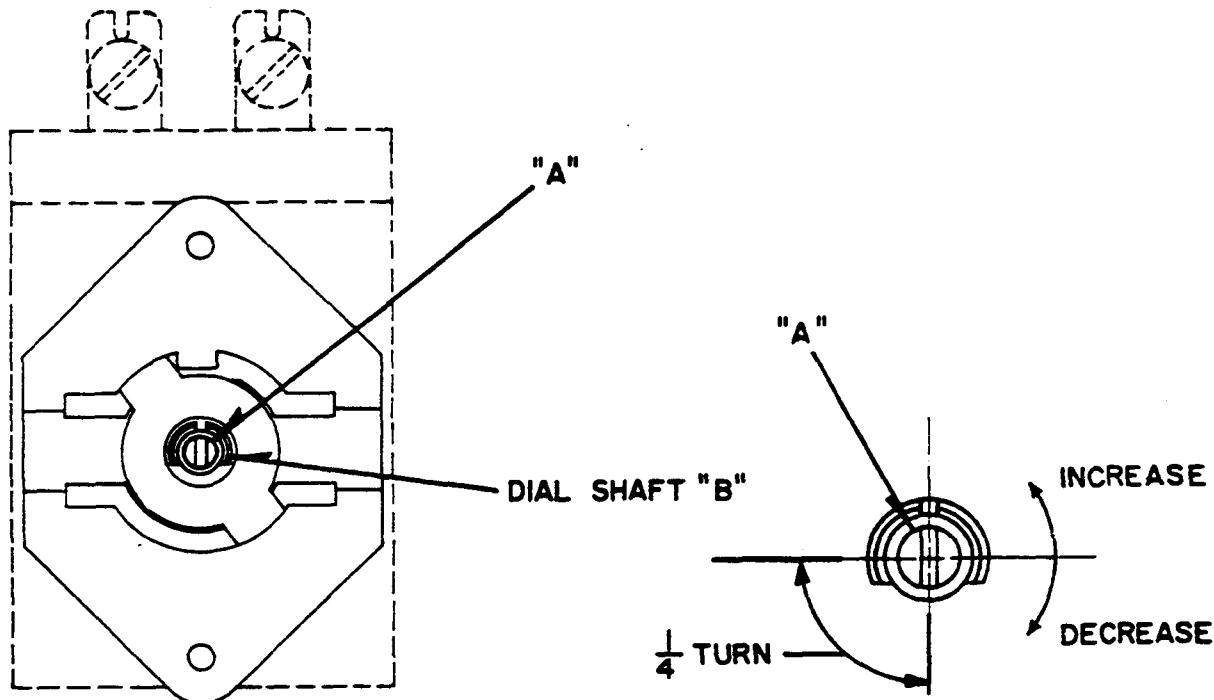 "A"
DIAL SHAFT "B"
"A"
INCREASE
DECREASE
1/4 TURN